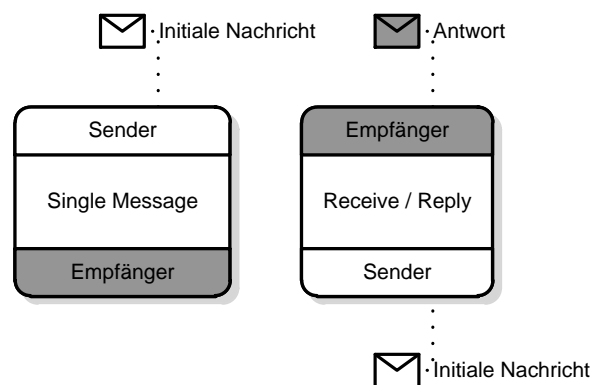 Initiale Nachricht
Antwort
Sender
Single Message
Empfänger
Empfänger
Receive / Reply
Sender
Initiale Nachricht